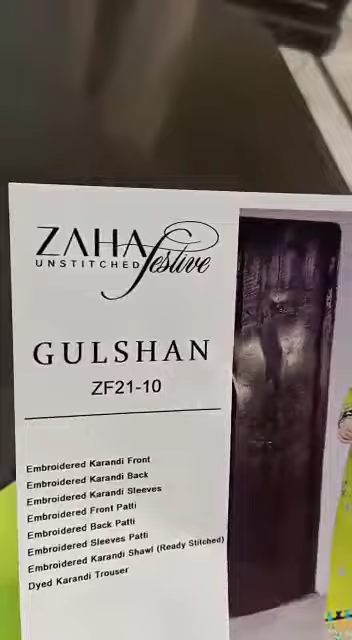 ZAHA
UNSTITCHED festive
GULSHAN
ZF21-10
Embroidered Karandi Front
Embroidered Karandi Back
Embroidered Karandi Sleeves
Embroidered Front Patti
Embroidered Back Patti
Embroidered Sleeves Patti
Embroidered Karandi Shawl (Ready Stitched)
Dyed Karandi Trouser